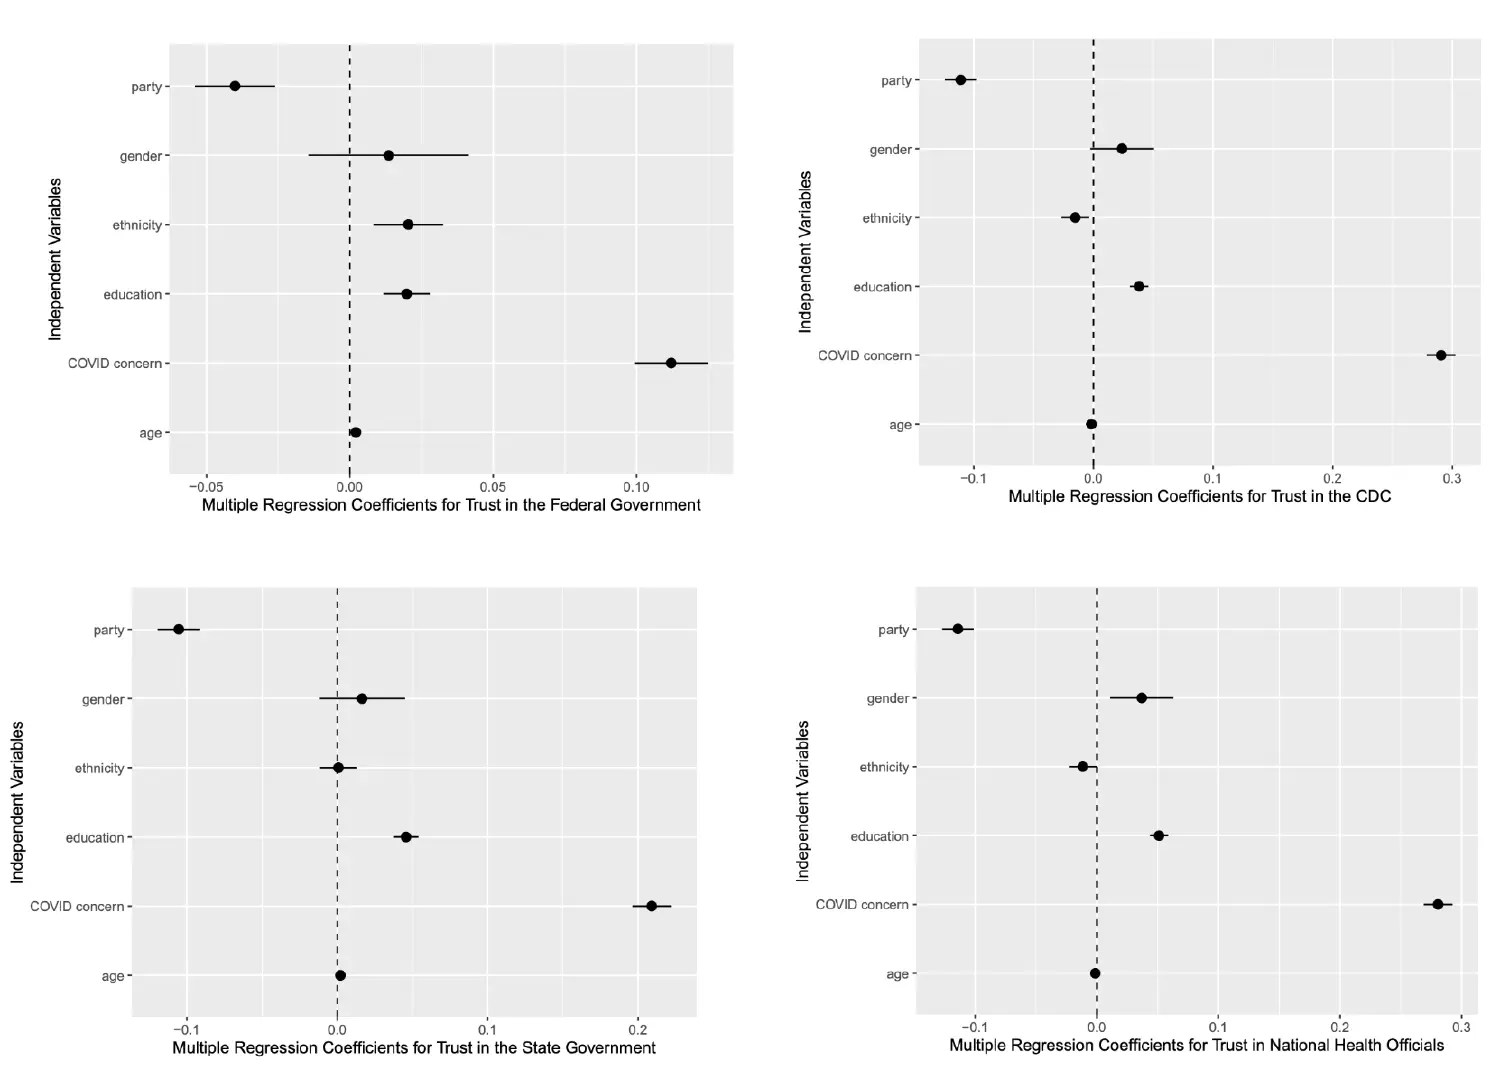 Independent Variables
party
gender
ethnicity
education
COVID concern
age
−0.05 0.00 0.05 0.10
Multiple Regression Coefficients for Trust in the Federal Government
Independent Variables
party
gender
ethnicity
education
COVID concern
age
−0.1 0.0 0.1 0.2 0.3
Multiple Regression Coefficients for Trust in the CDC
Independent Variables
party
gender
ethnicity
education
COVID concern
age
−0.1 0.0 0.1 0.2
Multiple Regression Coefficients for Trust in the State Government
Independent Variables
party
gender
ethnicity
education
COVID concern
age
−0.1 0.0 0.1 0.2 0.3
Multiple Regression Coefficients for Trust in National Health Officials